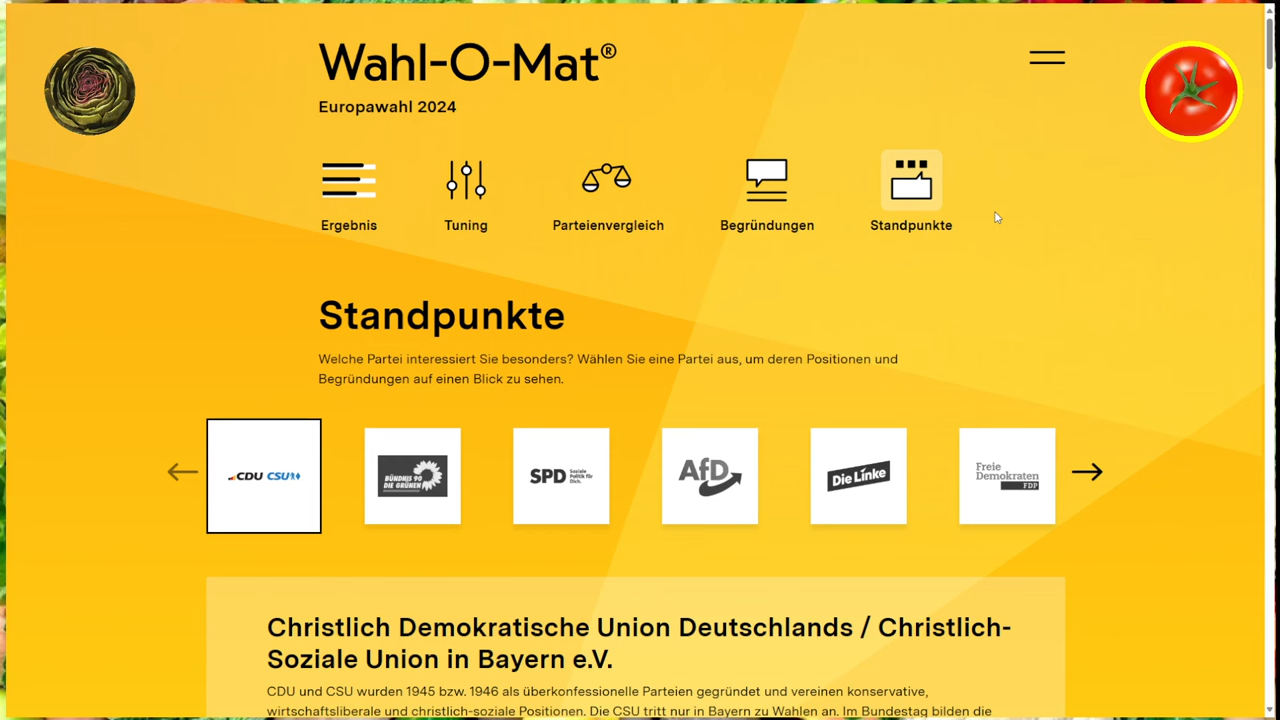 Wahl-O-Mat®
Europawahl 2024
Ergebnis
Tuning
Parteienvergleich
Begründungen
Standpunkte
Standpunkte
Welche Partei interessiert Sie besonders? Wählen Sie eine Partei aus, um deren Positionen und
Begründungen auf einen Blick zu sehen.
CDU CSU
BÜNDNIS 90
DIE GRÜNEN
SPD Soziale
Politik für
Dich.
AfD
Die Linke
Freie
Demokraten
FDP
Christlich Demokratische Union Deutschlands / Christlich-
Soziale Union in Bayern e.V.
CDU und CSU wurden 1945 bzw. 1946 als überkonfessionelle Parteien gegründet und vereinen konservative,
wirtschaftsliberale und christlich-soziale Positionen. Die CSU tritt nur in Bayern zu Wahlen an. Im Bundestag bilden die